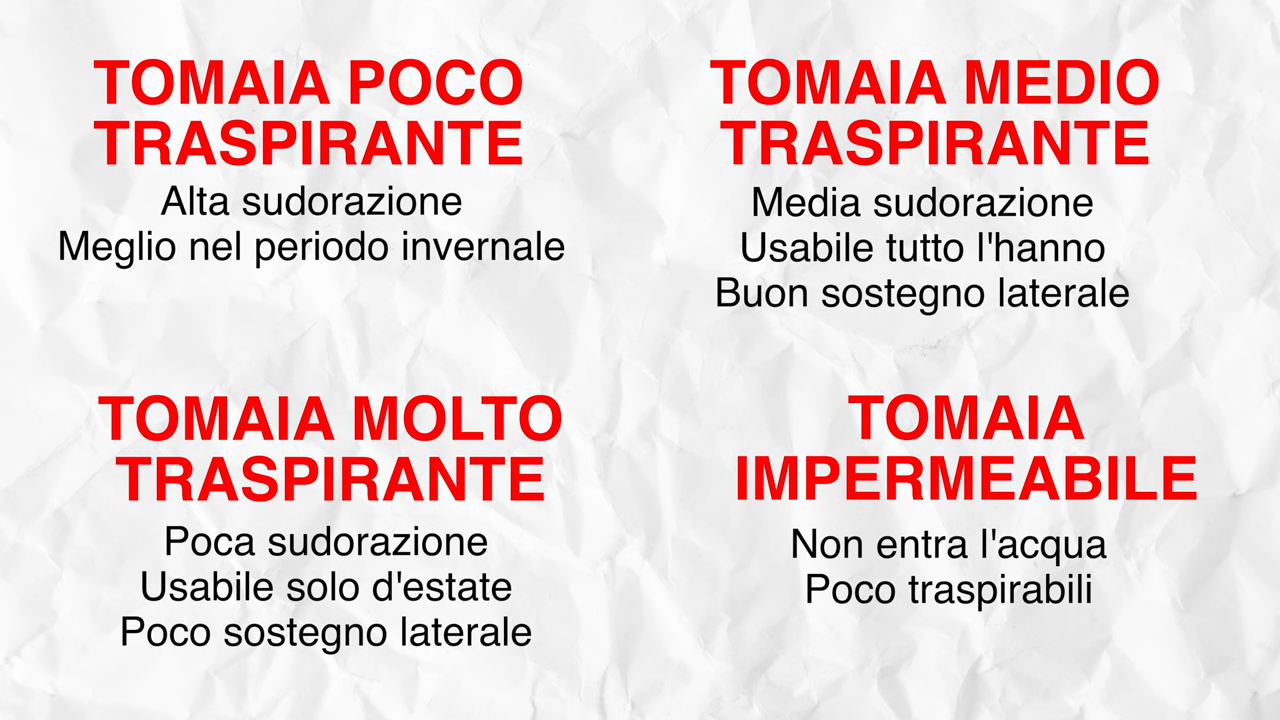 TOMAIA POCO
TRASPIRANTE
Alta sudorazione
Meglio nel periodo invernale
TOMAIA MEDIO
TRASPIRANTE
Media sudorazione
Usabile tutto l'hanno
Buon sostegno laterale
TOMAIA MOLTO
TRASPIRANTE
Poca sudorazione
Usabile solo d'estate
Poco sostegno laterale
TOMAIA
IMPERMEABILE
Non entra l'acqua
Poco traspirabili